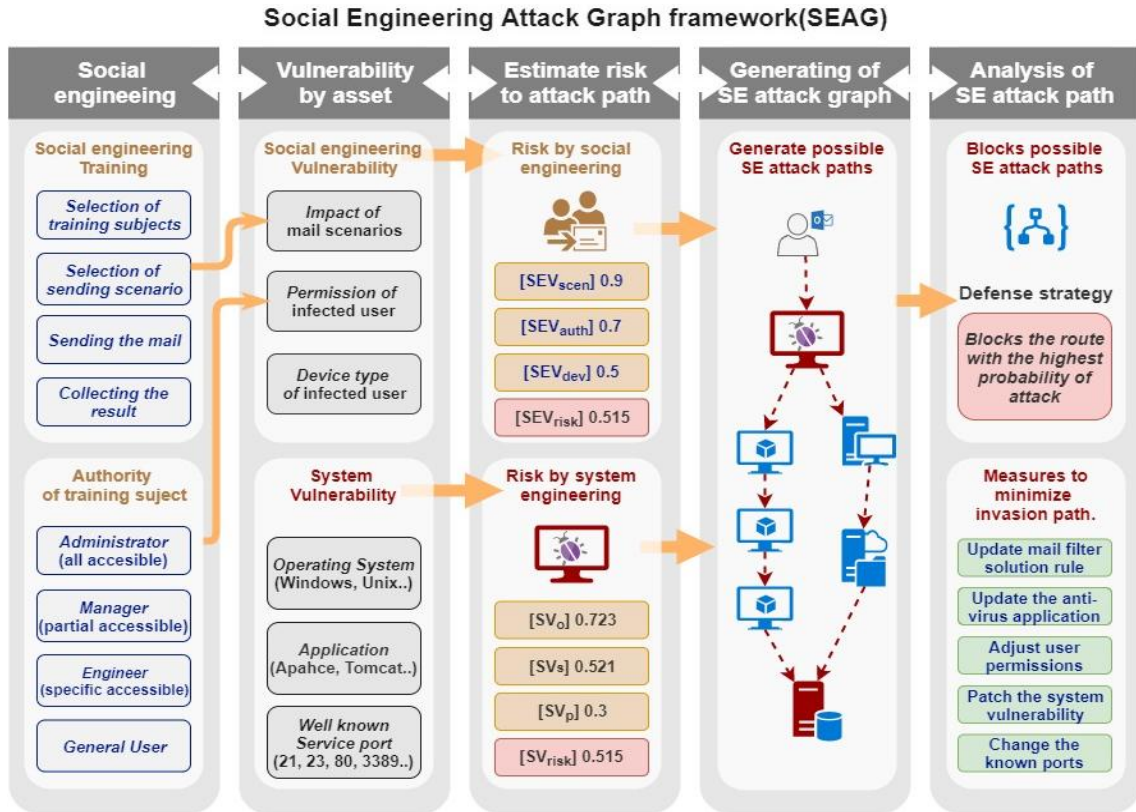 Social Engineering Attack Graph framework(SEAG)
Social
engineeing
Vulnerability
by asset
Estimate risk
to attack path
Generating of
SE attack graph
Analysis of
SE attack path
Social engineering
Training
Selection of
training subjects
Selection of
sending scenario
Sending the mail
Collecting the
result
Authority
of training suject
Administrator
(all accesible)
Manager
(partial accessible)
Engineer
(specific accessible)
General User
Social engineering
Vulnerability
Impact of
mail scenarios
Permission of
infected user
Device type
of infected user
System
Vulnerability
Operating System
(Windows, Unix..)
Application
(Apahce, Tomcat..)
Well known
Service port
(21, 23, 80, 3389..)
Risk by social
engineering
[SEVscen] 0.9
[SEVauth] 0.7
[SEVdev] 0.5
[SEVrisk] 0.515
Risk by system
engineering
[SVo] 0.723
[SVs] 0.521
[SVp] 0.3
[SVrisk] 0.515
Generate possible
SE attack paths
Blocks possible
SE attack paths
Defense strategy
Blocks the route
with the highest
probability of
attack
Measures to
minimize
invasion path.
Update mail filter
solution rule
Update the anti-
virus application
Adjust user
permissions
Patch the system
vulnerability
Change the
known ports